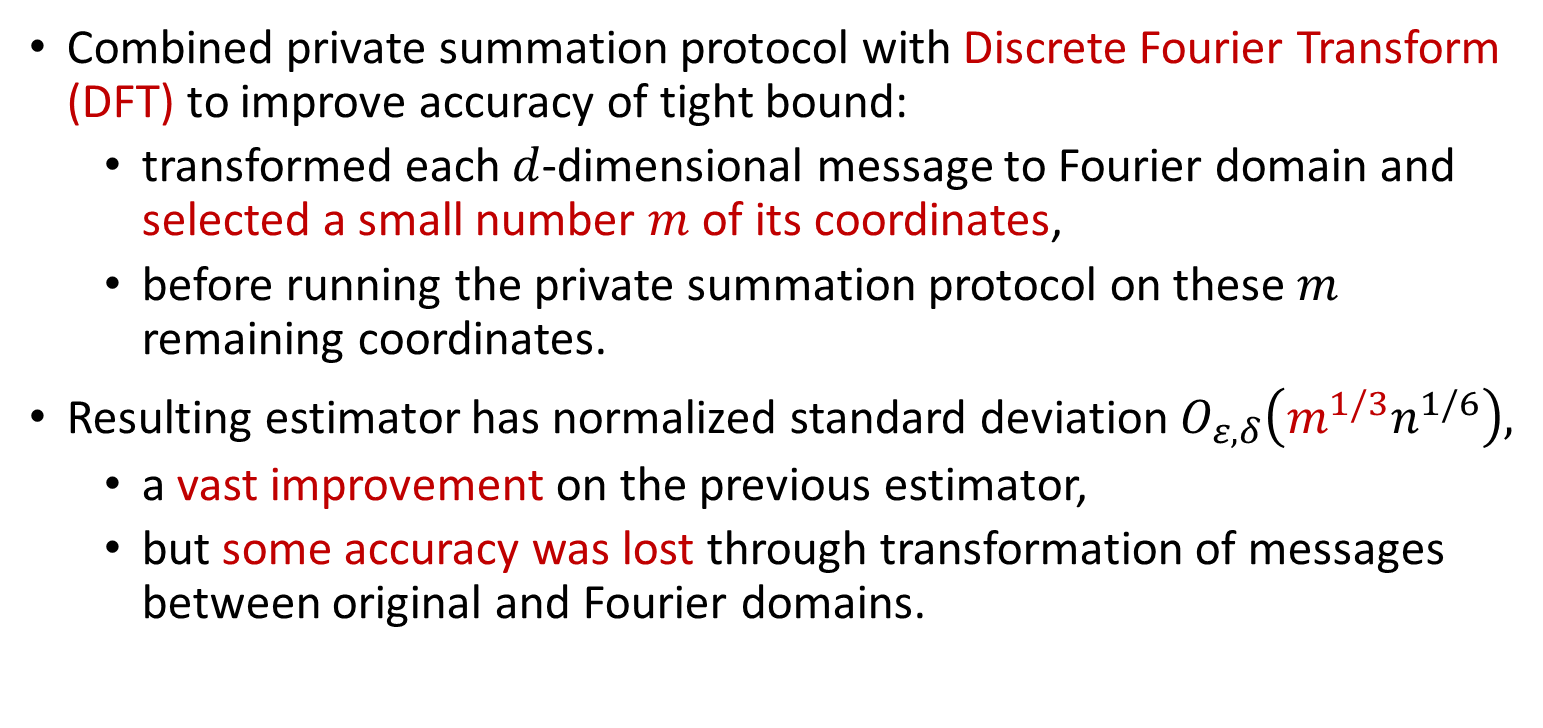 • Combined private summation protocol with Discrete Fourier Transform
(DFT) to improve accuracy of tight bound:
• transformed each 𝑑-dimensional message to Fourier domain and
selected a small number 𝑚 of its coordinates,
• before running the private summation protocol on these 𝑚
remaining coordinates.
• Resulting estimator has normalized standard deviation 𝑂_{𝜀,𝛿}(𝑚^{1/3}𝑛^{1/6}),
• a vast improvement on the previous estimator,
• but some accuracy was lost through transformation of messages
between original and Fourier domains.